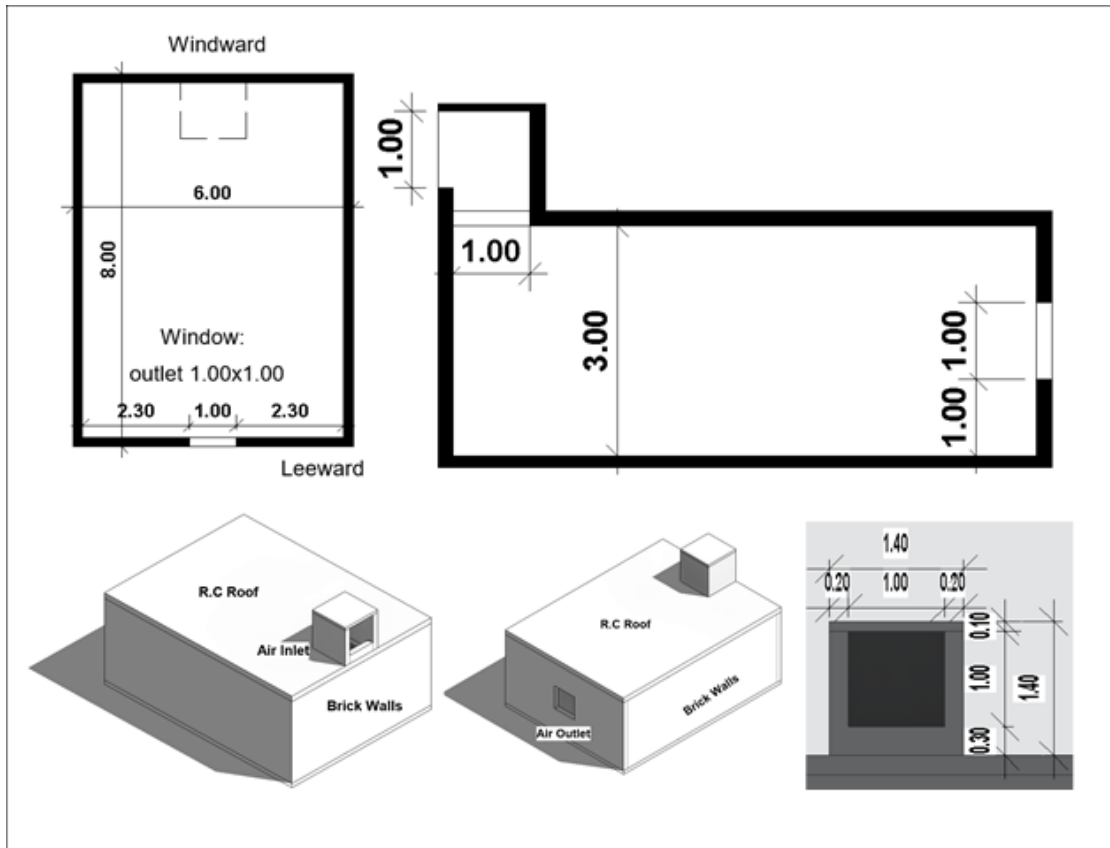 Windward
6.00
8.00
Window:
outlet 1.00x1.00
2.30 1.00 2.30
Leeward
1.00
1.00
3.00
1.00
1.00
R.C Roof
Air Inlet
Brick Walls
R.C Roof
Brick Walls
Air Outlet
1.40
0.20 1.00 0.20
0.10
1.00
1.40
0.30